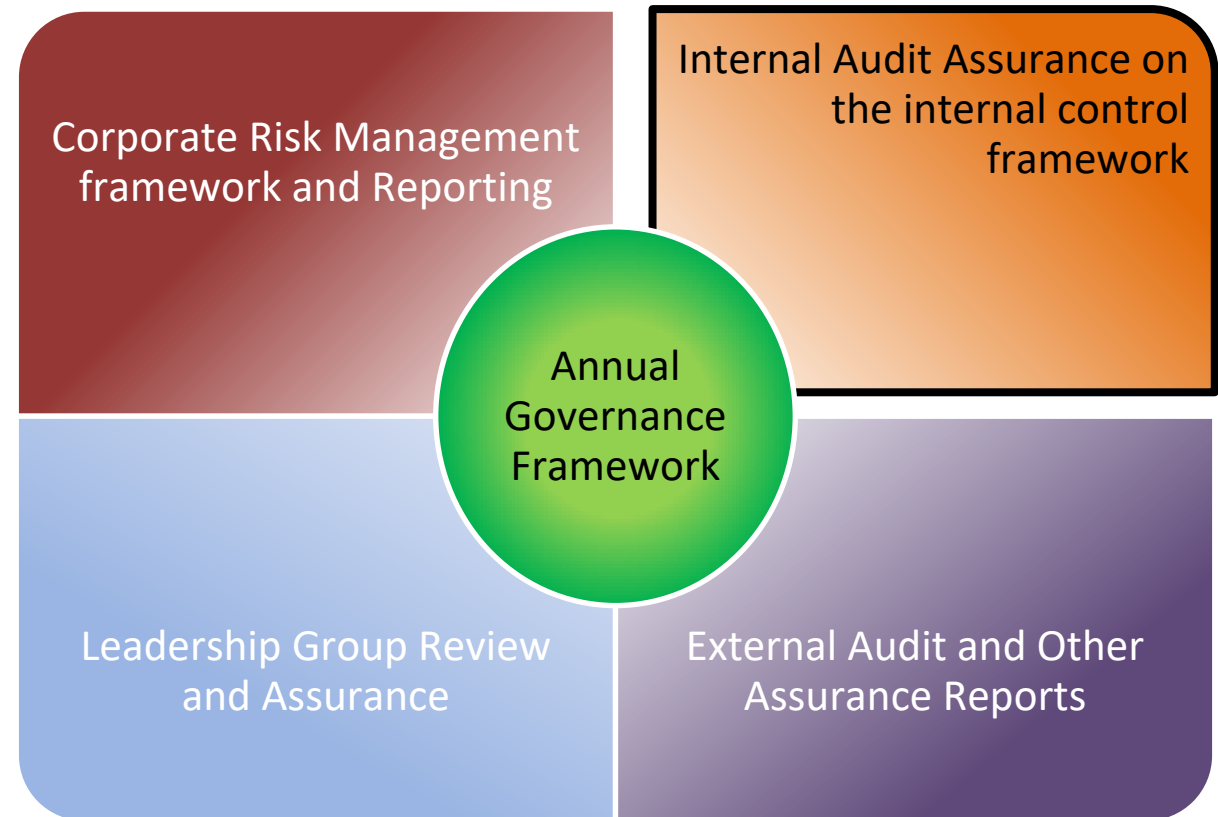 Corporate Risk Management
framework and Reporting
Internal Audit Assurance on
the internal control
framework
Annual
Governance
Framework
Leadership Group Review
and Assurance
External Audit and Other
Assurance Reports